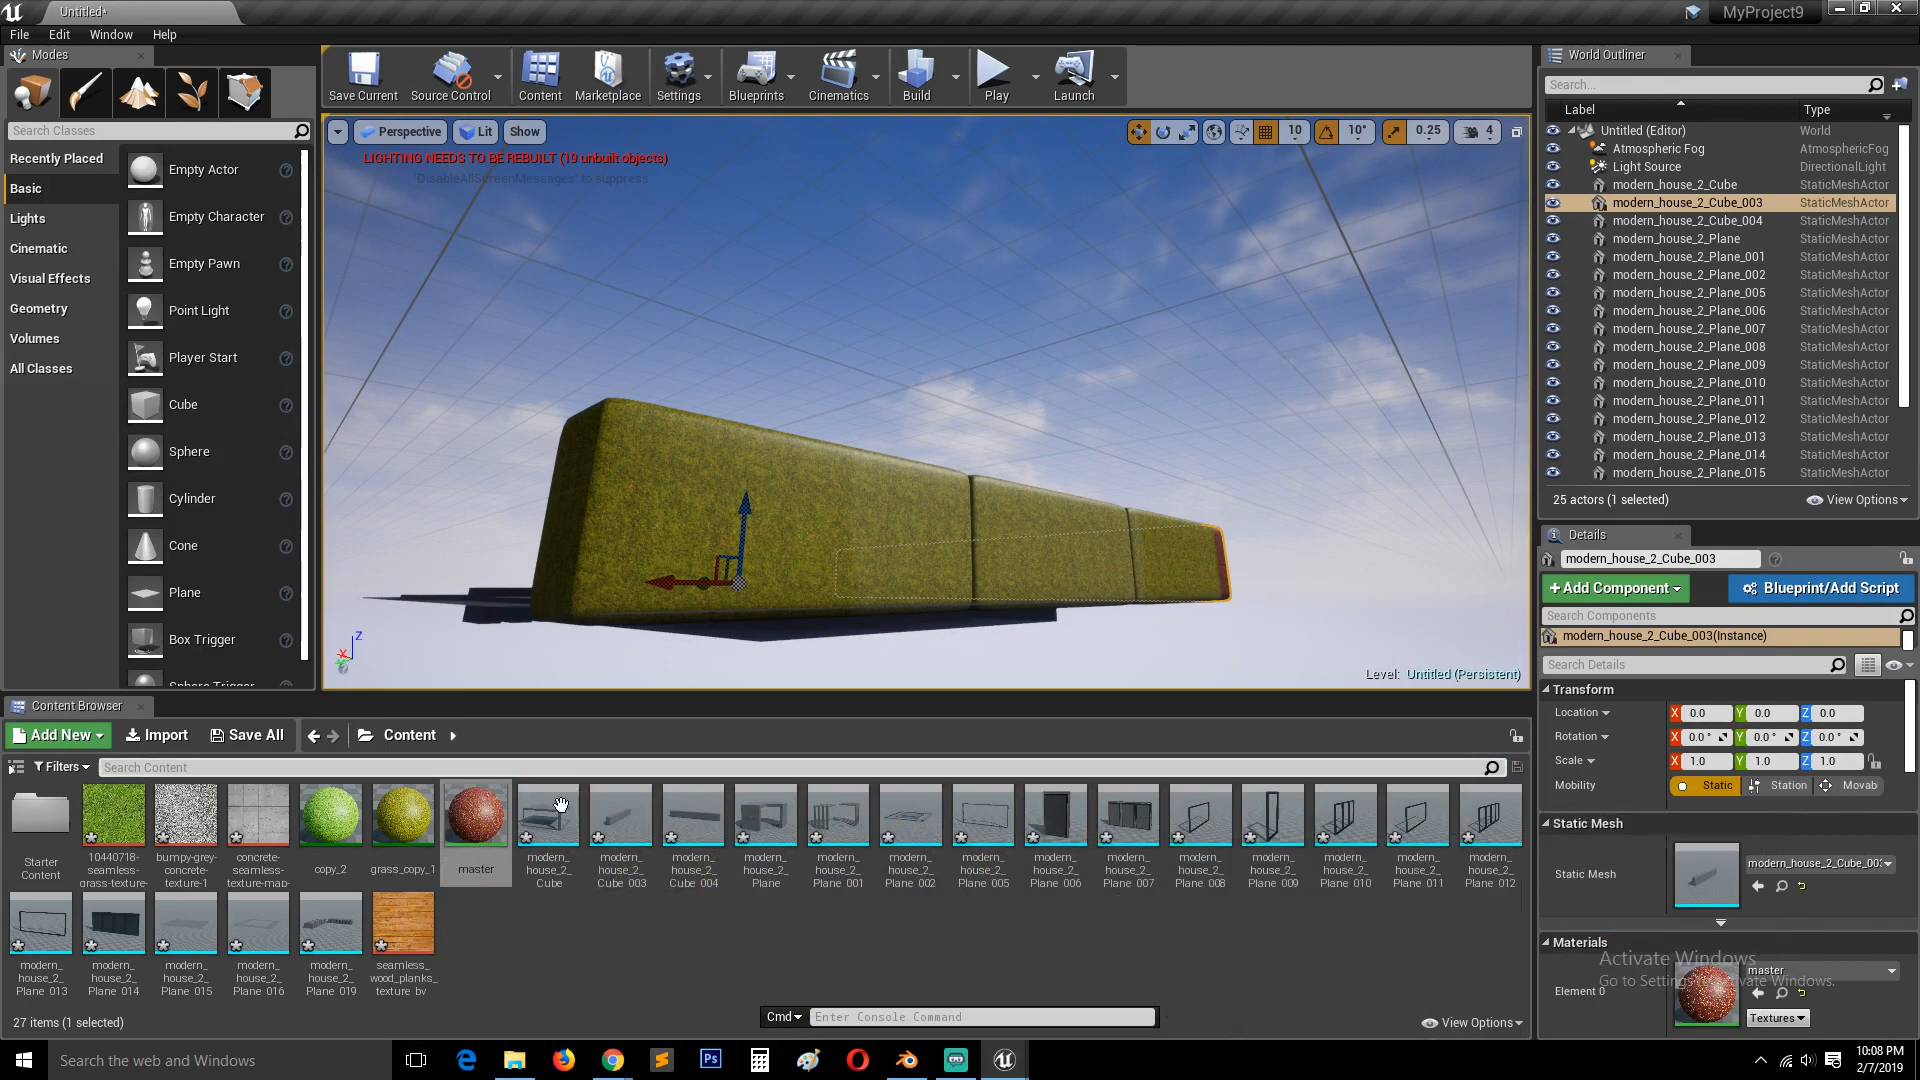 Untitled*
MyProject9
File Edit Window Help
Modes
Search Classes
Recently Placed
Basic
Lights
Cinematic
Visual Effects
Geometry
Volumes
All Classes
Empty Actor
Empty Character
Empty Pawn
Point Light
Player Start
Cube
Sphere
Cylinder
Cone
Plane
Box Trigger
Sphere Trigger
Save Current Source Control Content Marketplace Settings Blueprints Cinematics Build Play Launch
Perspective Lit Show
10 10° 0.25 4
LIGHTING NEEDS TO BE REBUILT (19 unbuilt objects)
'DisableAllScreenMessages' to suppress
Z
X
Level: Untitled (Persistent)
World Outliner
Search...
Label Type
Untitled (Editor) World
Atmospheric Fog AtmosphericFog
Light Source DirectionalLight
modern_house_2_Cube StaticMeshActor
modern_house_2_Cube_003 StaticMeshActor
modern_house_2_Cube_004 StaticMeshActor
modern_house_2_Plane StaticMeshActor
modern_house_2_Plane_001 StaticMeshActor
modern_house_2_Plane_002 StaticMeshActor
modern_house_2_Plane_005 StaticMeshActor
modern_house_2_Plane_006 StaticMeshActor
modern_house_2_Plane_007 StaticMeshActor
modern_house_2_Plane_008 StaticMeshActor
modern_house_2_Plane_009 StaticMeshActor
modern_house_2_Plane_010 StaticMeshActor
modern_house_2_Plane_011 StaticMeshActor
modern_house_2_Plane_012 StaticMeshActor
modern_house_2_Plane_013 StaticMeshActor
modern_house_2_Plane_014 StaticMeshActor
modern_house_2_Plane_015 StaticMeshActor
25 actors (1 selected)
View Options
Details
modern_house_2_Cube_003
+Add Component
Blueprint/Add Script
Search Components
modern_house_2_Cube_003(Instance)
Search Details
Transform
Location X 0.0 Y 0.0 Z 0.0
Rotation X 0.0 ° Y 0.0 ° Z 0.0 °
Scale X 1.0 Y 1.0 Z 1.0
Mobility Static Station Movab
Static Mesh
Static Mesh
modern_house_2_Cube_003
Materials
Element 0
master
Textures
Activate Windows
Go to Settings to activate Windows.
Content Browser
Add New Import Save All Content
Filters Search Content
Starter Content
10440718-seamless-grass-texture-
bumpy-grey-concrete-texture-1
concrete-seamless-texture-map-
copy_2
grass_copy_1
master
modern_house_2_Cube
modern_house_2_Cube_003
modern_house_2_Cube_004
modern_house_2_Plane
modern_house_2_Plane_001
modern_house_2_Plane_002
modern_house_2_Plane_005
modern_house_2_Plane_006
modern_house_2_Plane_007
modern_house_2_Plane_008
modern_house_2_Plane_009
modern_house_2_Plane_010
modern_house_2_Plane_011
modern_house_2_Plane_012
modern_house_2_Plane_013
modern_house_2_Plane_014
modern_house_2_Plane_015
modern_house_2_Plane_016
modern_house_2_Plane_019
seamless_wood_planks_texture_by
27 items (1 selected)
Cmd Enter Console Command
View Options
Search the web and Windows
Ps
10:08 PM
2/7/2019